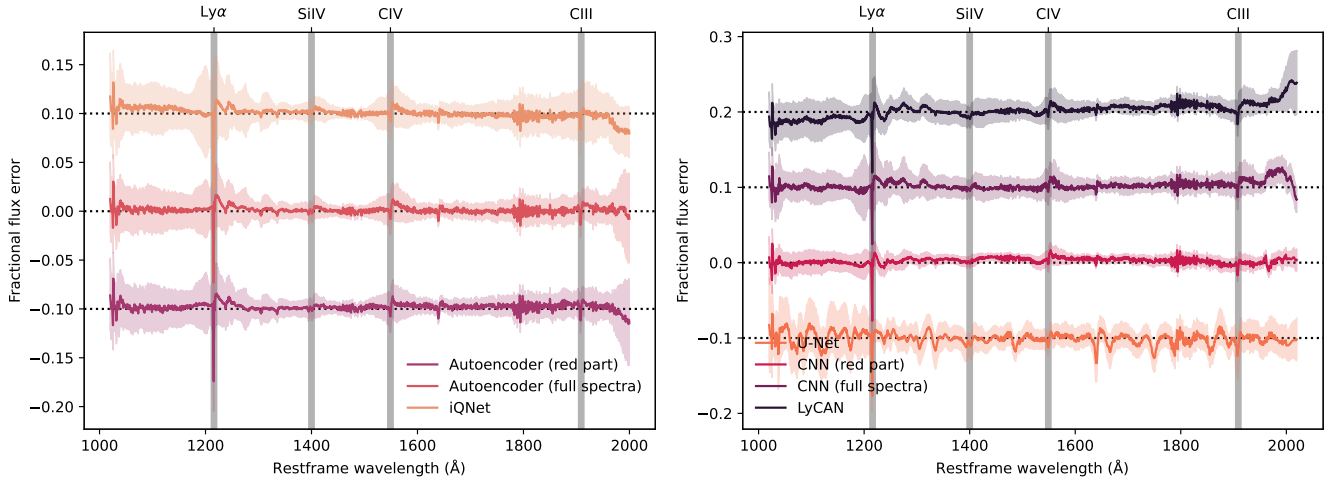 Lyα SiIV CIV CIII
0.15
0.10
0.05
0.00
−0.05
−0.10
−0.15
−0.20
Fractional flux error
Autoencoder (red part)
Autoencoder (full spectra)
iQNet
1000 1200 1400 1600 1800 2000
Restframe wavelength (Å)
Lyα SiIV CIV CIII
0.3
0.2
0.1
0.0
−0.1
−0.2
Fractional flux error
U-Net
CNN (red part)
CNN (full spectra)
LyCAN
1000 1200 1400 1600 1800 2000
Restframe wavelength (Å)